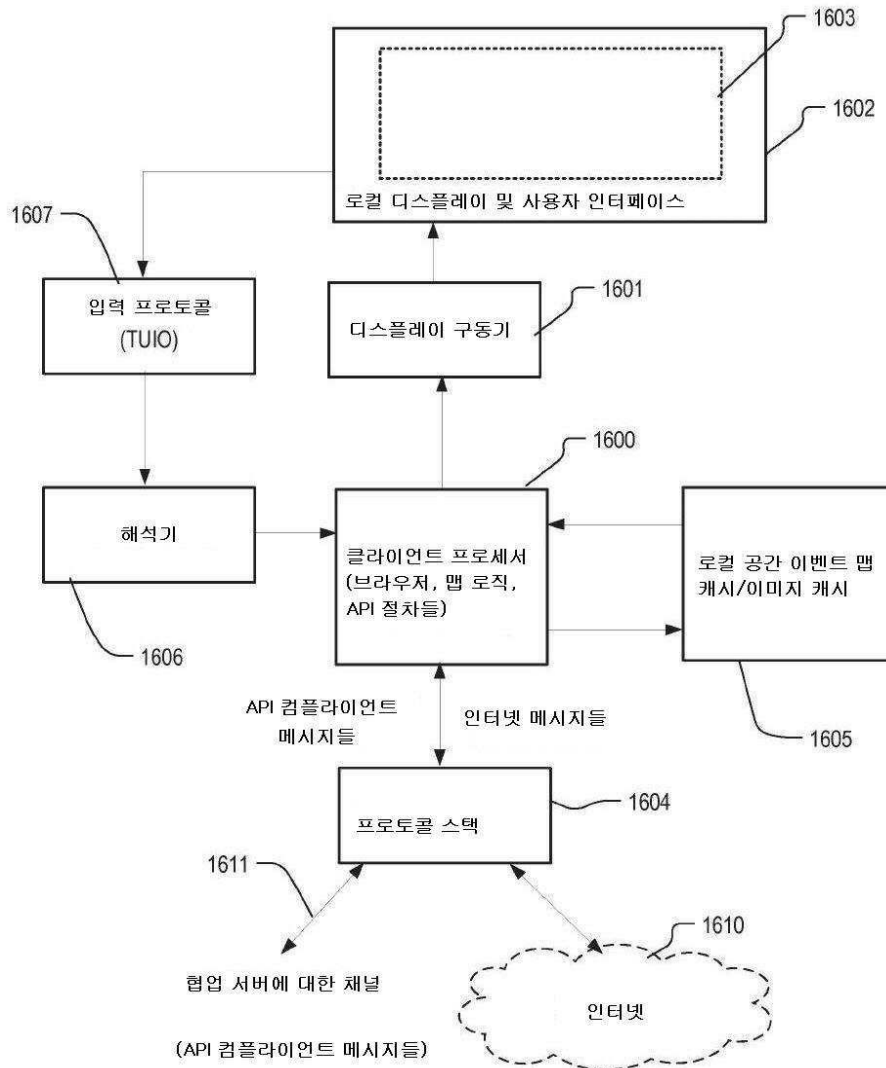 1603
1602
로컬 디스플레이 및 사용자 인터페이스
1607
입력 프로토콜
(TUIO)
1601
디스플레이 구동기
1600
해석기
클라이언트 프로세서
(브라우저, 맵 로직,
API 절차들)
로컬 공간 이벤트 맵
캐시/이미지 캐시
1606
1605
API 컴플라이언트
메시지들
인터넷 메시지들
1604
프로토콜 스택
1611
1610
협업 서버에 대한 채널
(API 컴플라이언트 메시지들)
인터넷